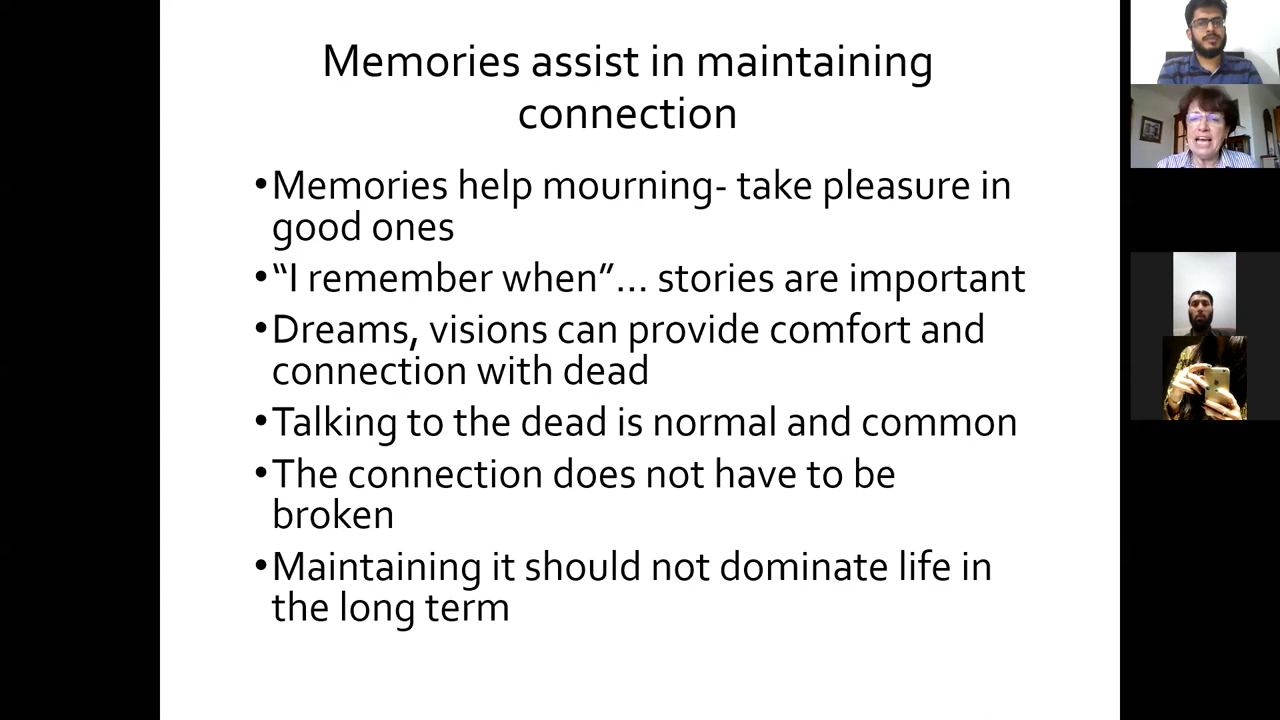 Memories assist in maintaining
connection
•Memories help mourning- take pleasure in
good ones
•“I remember when”... stories are important
•Dreams, visions can provide comfort and
connection with dead
•Talking to the dead is normal and common
•The connection does not have to be
broken
•Maintaining it should not dominate life in
the long term